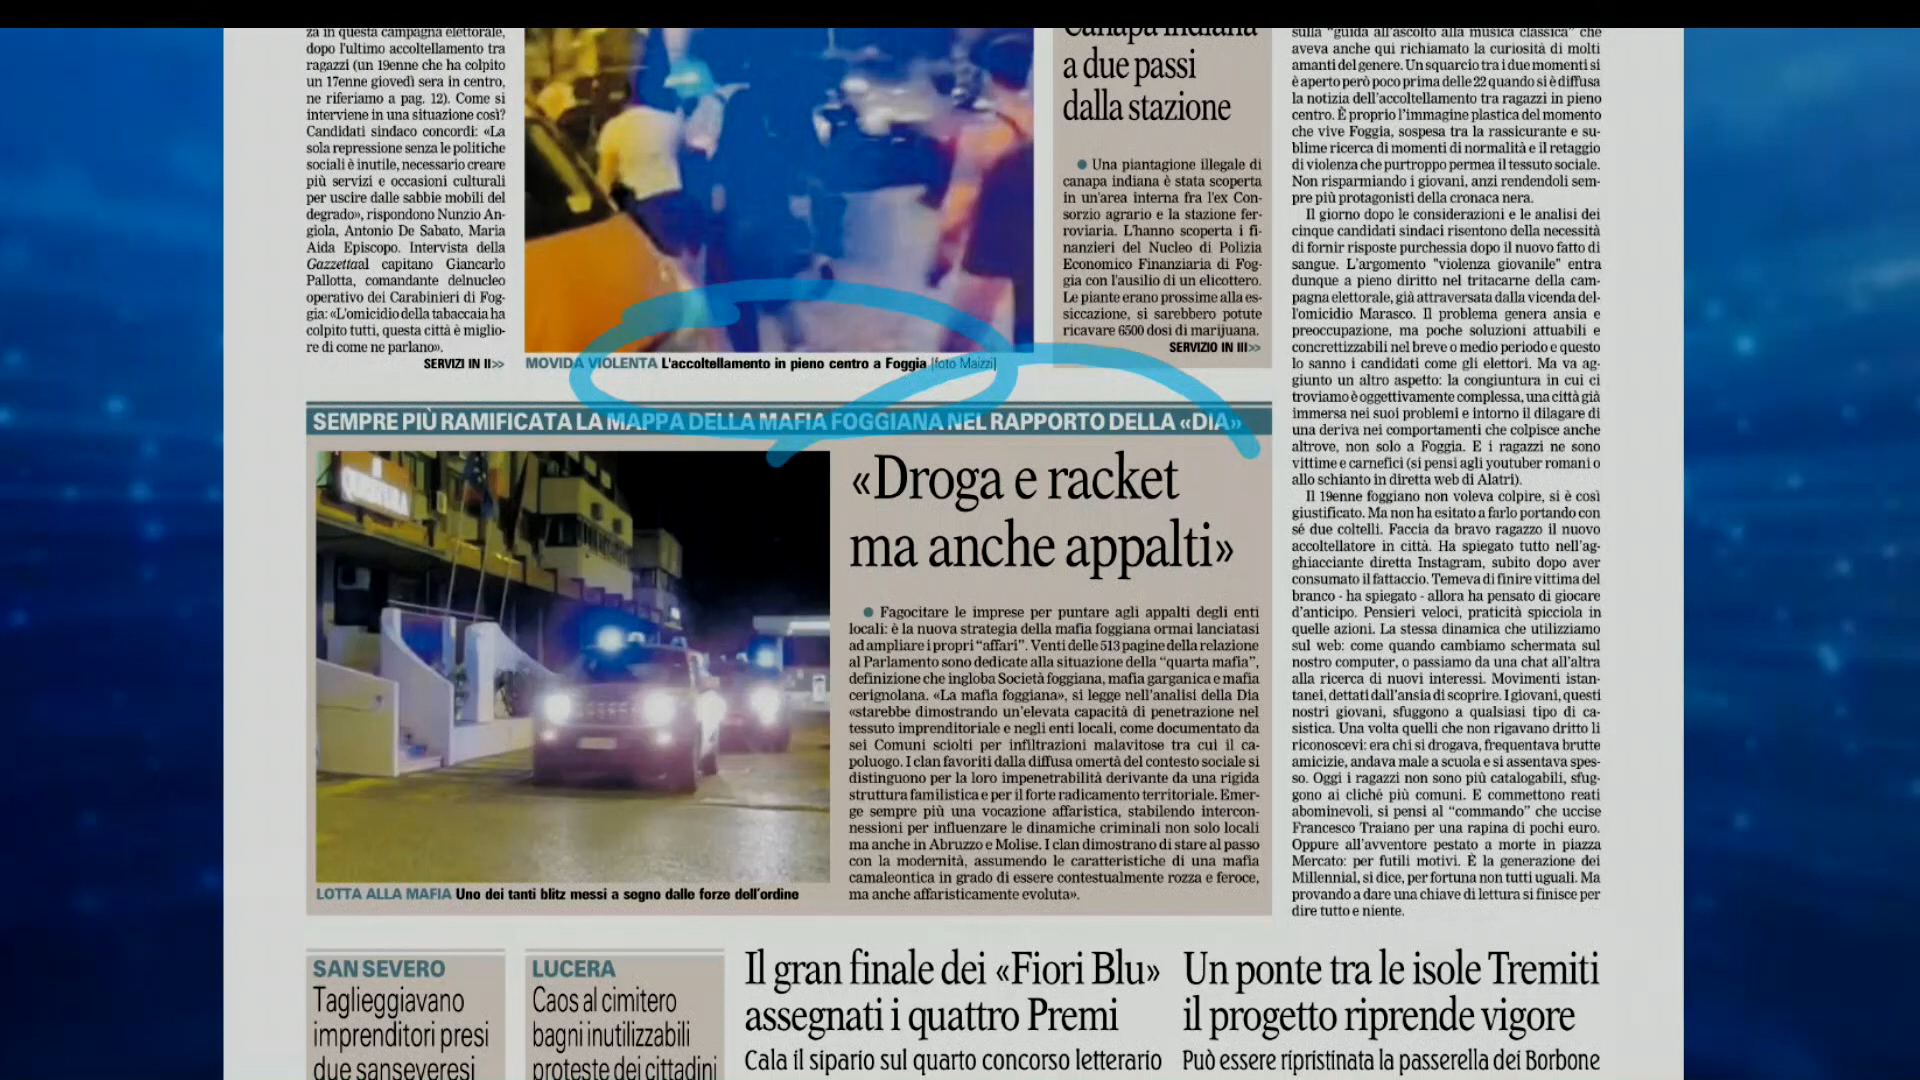 za in questa campagna elettorale,
dopo l'ultimo accoltellamento tra
ragazzi (un 19enne che ha colpito
un 17enne giovedì sera in centro,
ne riferiamo a pag. 12). Come si
interviene in una situazione così?
Candidati sindaco concordi: «La
sola repressione senza le politiche
sociali è inutile, necessario creare
più servizi e occasioni culturali
per uscire dalle sabbie mobili del
degrado», rispondono Nunzio An-
giola, Antonio De Sabato, Maria
Aida Episcopo. Intervista della
Gazzettaal capitano Giancarlo
Pallotta, comandante delnucleo
operativo dei Carabinieri di Fog-
gia: «L'omicidio della tabaccaia ha
colpito tutti, questa città è miglio-
re di come ne parlano».
SERVIZI IN II>>
MOVIDA VIOLENTA L'accoltellamento in pieno centro a Foggia [foto Maizzi]
Canapa indiana
a due passi
dalla stazione
● Una piantagione illegale di
canapa indiana è stata scoperta
in un'area interna fra l'ex Con-
sorzio agrario e la stazione fer-
roviaria. L'hanno scoperta i fi-
nanzieri del Nucleo di Polizia
Economico Finanziaria di Fog-
gia con l'ausilio di un elicottero.
Le piante erano prossime alla es-
siccazione, si sarebbero potute
ricavare 6500 dosi di marijuana.
SERVIZIO IN III>>
SEMPRE PIÙ RAMIFICATA LA MAPPA DELLA MAFIA FOGGIANA NEL RAPPORTO DELLA «DIA»
«Droga e racket
ma anche appalti»
● Fagocitare le imprese per puntare agli appalti degli enti
locali: è la nuova strategia della mafia foggiana ormai lanciatasi
ad ampliare i propri "affari". Venti delle 513 pagine della relazione
al Parlamento sono dedicate alla situazione della "quarta mafia",
definizione che ingloba Società foggiana, mafia garganica e mafia
cerignolana. «La mafia foggiana», si legge nell'analisi della Dia
«starebbe dimostrando un'elevata capacità di penetrazione nel
tessuto imprenditoriale e negli enti locali, come documentato da
sei Comuni sciolti per infiltrazioni malavitose tra cui il ca-
poluogo. I clan favoriti dalla diffusa omertà del contesto sociale si
distinguono per la loro impenetrabilità derivante da una rigida
struttura familistica e per il forte radicamento territoriale. Emer-
ge sempre più una vocazione affaristica, stabilendo intercon-
nessioni per influenzare le dinamiche criminali non solo locali
ma anche in Abruzzo e Molise. I clan dimostrano di stare al passo
con la modernità, assumendo le caratteristiche di una mafia
camaleontica in grado di essere contestualmente rozza e feroce,
ma anche affaristicamente evoluta».
LOTTA ALLA MAFIA Uno dei tanti blitz messi a segno dalle forze dell'ordine
sulla "guida all'ascolto alla musica classica" che
aveva anche qui richiamato la curiosità di molti
amanti del genere. Un squarcio tra i due momenti si
è aperto però poco prima delle 22 quando si è diffusa
la notizia dell'accoltellamento tra ragazzi in pieno
centro. È proprio l'immagine plastica del momento
che vive Foggia, sospesa tra la rassicurante e su-
blime ricerca di momenti di normalità e il retaggio
di violenza che purtroppo permea il tessuto sociale.
Non risparmiando i giovani, anzi rendendoli sem-
pre più protagonisti della cronaca nera.
Il giorno dopo le considerazioni e le analisi dei
cinque candidati sindaci risentono della necessità
di fornir risposte purchessia dopo il nuovo fatto di
sangue. L'argomento "violenza giovanile" entra
dunque a pieno diritto nel tritacarne della cam-
pagna elettorale, già attraversata dalla vicenda del-
l'omicidio Marasco. Il problema genera ansia e
preoccupazione, ma poche soluzioni attuabili e
concretizzabili nel breve o medio periodo e questo
lo sanno i candidati come gli elettori. Ma va ag-
giunto un altro aspetto: la congiuntura in cui ci
troviamo è oggettivamente complessa, una città già
immersa nei suoi problemi e intorno il dilagare di
una deriva nei comportamenti che colpisce anche
altrove, non solo a Foggia. E i ragazzi ne sono
vittime e carnefici (si pensi agli youtuber romani o
allo schianto in diretta web di Alatri).
Il 19enne foggiano non voleva colpire, si è così
giustificato. Ma non ha esitato a farlo portando con
sé due coltelli. Faccia da bravo ragazzo il nuovo
accoltellatore in città. Ha spiegato tutto nell'ag-
ghiacciante diretta Instagram, subito dopo aver
consumato il fattaccio. Temeva di finire vittima del
branco - ha spiegato - allora ha pensato di giocare
d'anticipo. Pensieri veloci, praticità spicciola in
quelle azioni. La stessa dinamica che utilizziamo
sul web: come quando cambiamo schermata sul
nostro computer, o passiamo da una chat all'altra
alla ricerca di nuovi interessi. Movimenti istan-
tanei, dettati dall'ansia di scoprire. I giovani, questi
nostri giovani, sfuggono a qualsiasi tipo di ca-
sistica. Una volta quelli che non rigavano dritto li
riconoscevi: era chi si drogava, frequentava brutte
amicizie, andava male a scuola e si assentava spes-
so. Oggi i ragazzi non sono più catalogabili, sfug-
gono ai cliché più comuni. E commettono reati
abominevoli, si pensi al "commando" che uccise
Francesco Traiano per una rapina di pochi euro.
Oppure all'avventore pestato a morte in piazza
Mercato: per futili motivi. È la generazione dei
Millennial, si dice, per fortuna non tutti uguali. Ma
provando a dare una chiave di lettura si finisce per
dire tutto e niente.
SAN SEVERO
Taglieggiavano
imprenditori presi
due sanseveresi
LUCERA
Caos al cimitero
bagni inutilizzabili
proteste dei cittadini
Il gran finale dei «Fiori Blu»
assegnati i quattro Premi
Cala il sipario sul quarto concorso letterario
Un ponte tra le isole Tremiti
il progetto riprende vigore
Può essere ripristinata la passerella dei Borbone